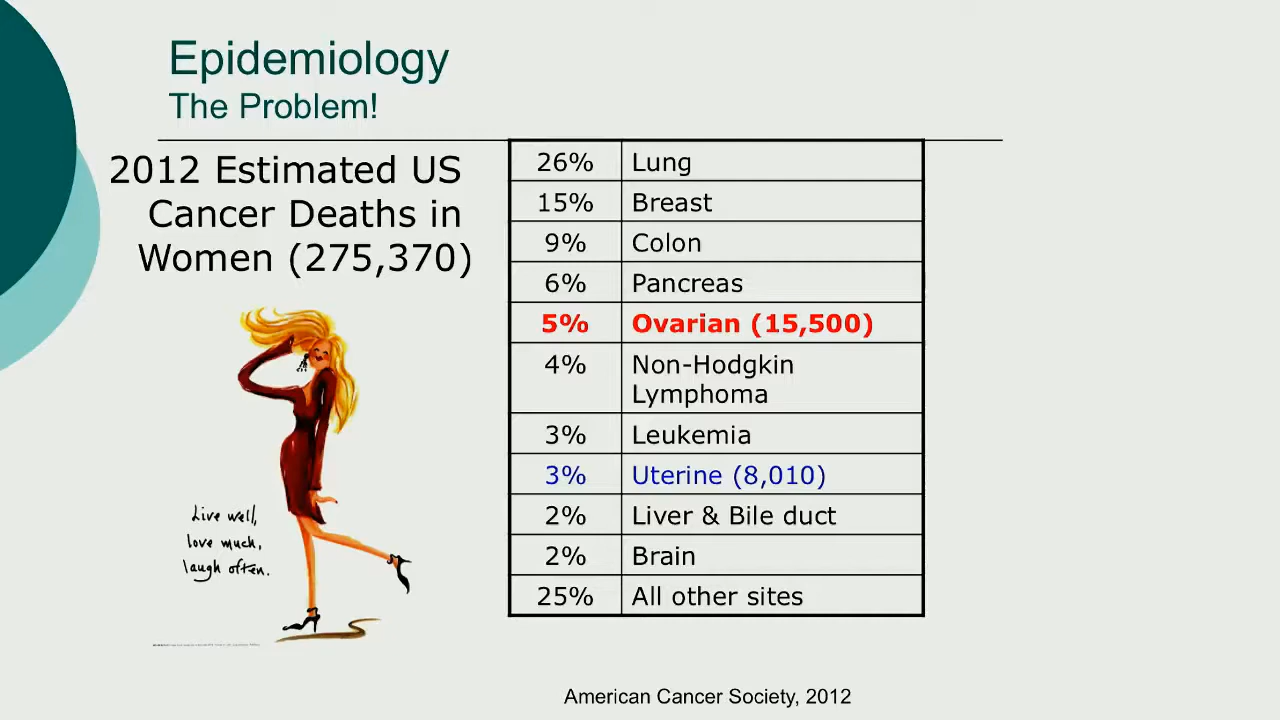 Epidemiology
The Problem!
2012 Estimated US
Cancer Deaths in
Women (275,370)
26% Lung
15% Breast
9% Colon
6% Pancreas
5% Ovarian (15,500)
4% Non-Hodgkin
Lymphoma
3% Leukemia
3% Uterine (8,010)
2% Liver & Bile duct
2% Brain
25% All other sites
Live well,
love much,
laugh often.
American Cancer Society, 2012